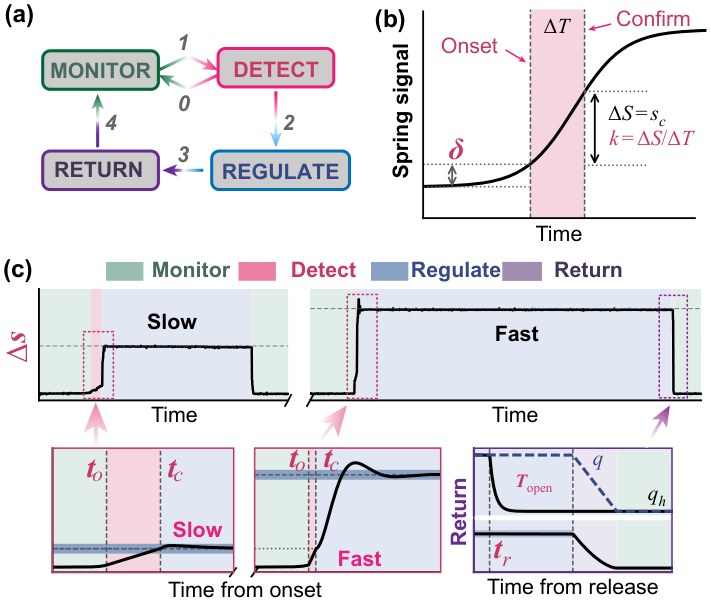 (a)
MONITOR
1
0
DETECT
4
2
RETURN
3
REGULATE
(b)
Spring signal
Onset
ΔT
Confirm
δ
ΔS=s_c
k=ΔS/ΔT
Time
(c)
Monitor
Detect
Regulate
Return
Δs
Slow
Fast
Time
Time
t_o
t_c
Slow
t_o
t_c
Fast
Time from onset
Return
T_open
q
q_h
t_r
Time from release